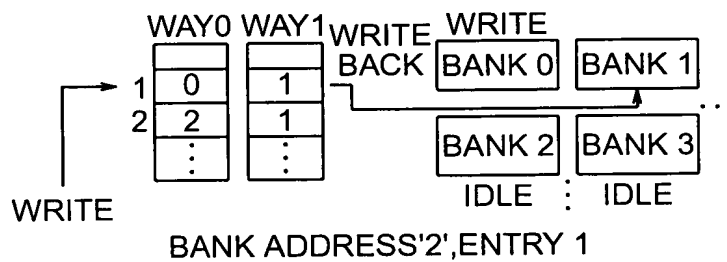 WAY0 WAY1 WRITE
WRITE BACK
BANK 0 BANK 1
1 0 1
2 2 1
BANK 2 BANK 3
WRITE
IDLE IDLE
BANK ADDRESS'2',ENTRY 1